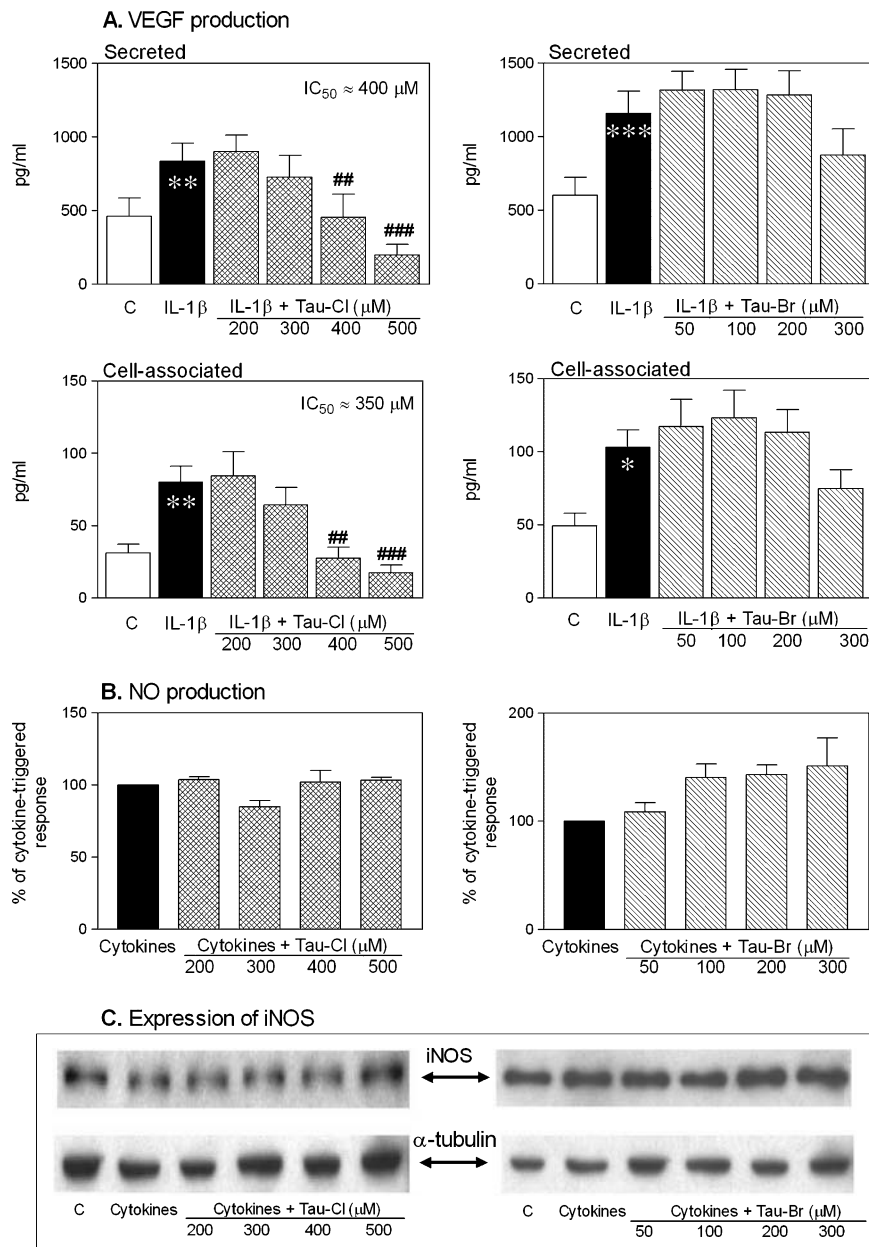 A. VEGF production
Secreted
IC50 ≈ 400 μM
pg/ml
1500
1000
500
0
**
##
###
C IL-1β IL-1β + Tau-Cl (μM)
200 300 400 500
Secreted
pg/ml
1500
1000
500
0
***
C IL-1β IL-1β + Tau-Br (μM)
50 100 200 300
Cell-associated
IC50 ≈ 350 μM
pg/ml
150
100
50
0
**
##
###
C IL-1β IL-1β + Tau-Cl (μM)
200 300 400 500
Cell-associated
pg/ml
150
100
50
0
*
C IL-1β IL-1β + Tau-Br (μM)
50 100 200 300
B. NO production
% of cytokine-triggered
response
150
100
50
0
Cytokines Cytokines + Tau-Cl (μM)
200 300 400 500
% of cytokine-triggered
response
200
150
100
50
0
Cytokines Cytokines + Tau-Br (μM)
50 100 200 300
C. Expression of iNOS
iNOS
α-tubulin
C Cytokines Cytokines + Tau-Cl (μM)
200 300 400 500
C Cytokines Cytokines + Tau-Br (μM)
50 100 200 300